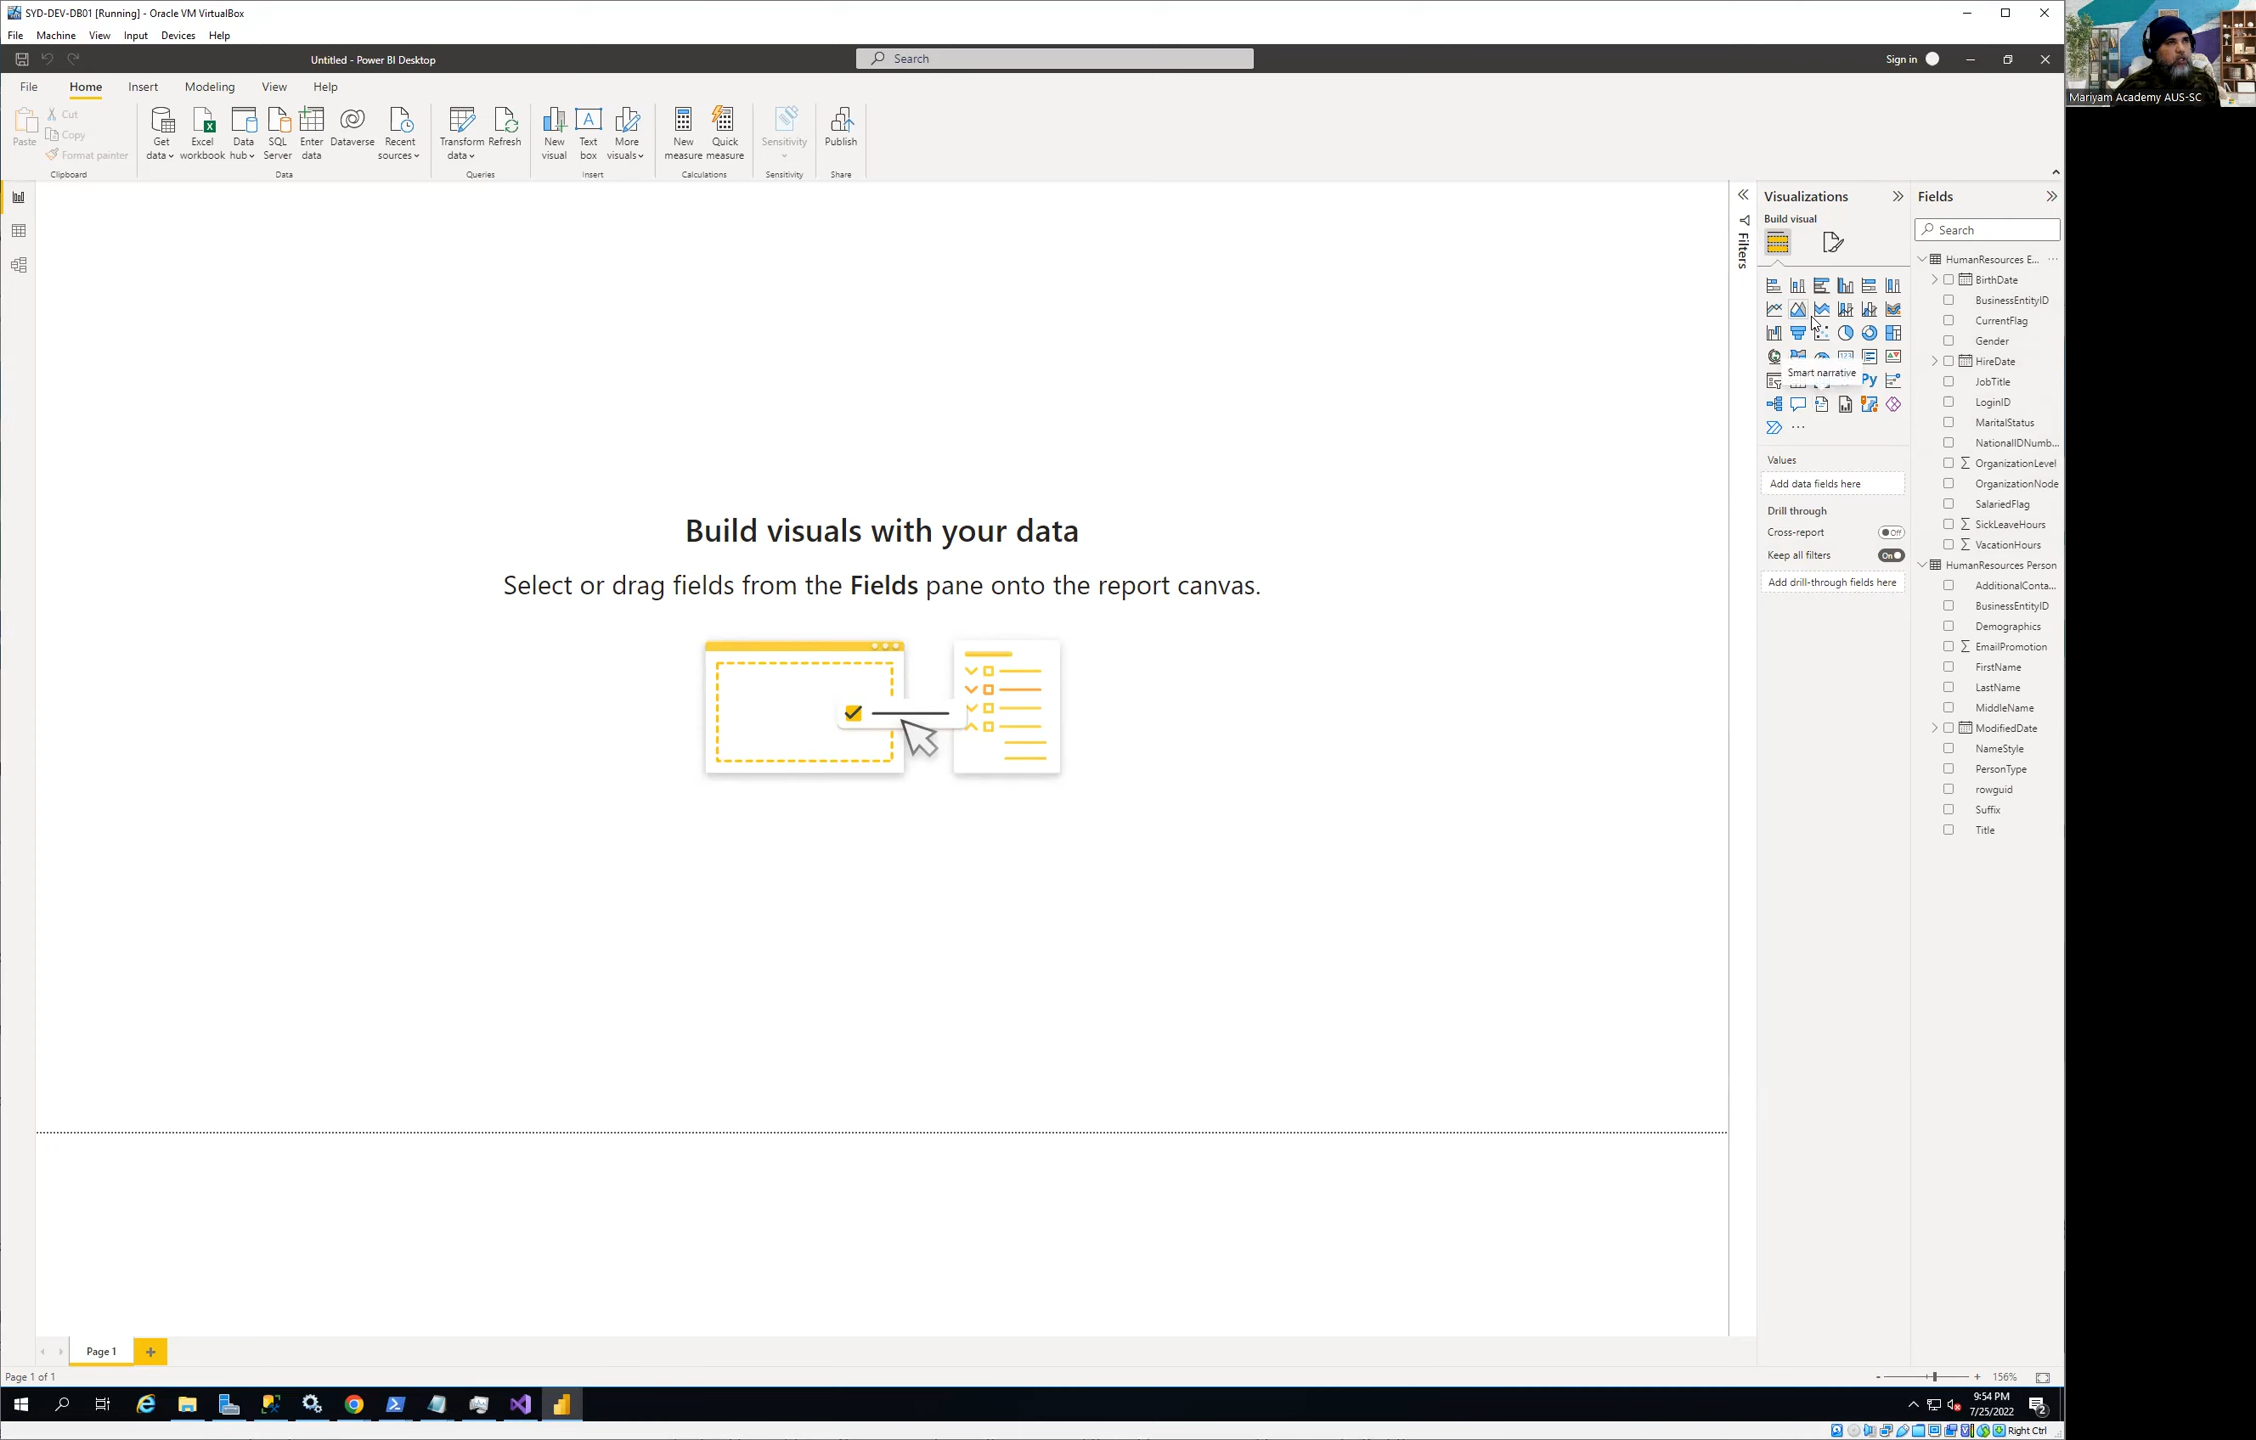 SYD-DEV-DB01 [Running] - Oracle VM VirtualBox
File Machine View Input Devices Help
Untitled - Power BI Desktop
Search
Sign in
File Home Insert Modeling View Help
Paste
Cut
Copy
Format painter
Clipboard
Get data
Excel workbook
Data hub
SQL Server
Enter data
Dataverse
Recent sources
Data
Transform data
Refresh
Queries
New visual
Text box
More visuals
Insert
New measure
Quick measure
Calculations
Sensitivity
Sensitivity
Publish
Share
Mariyam Academy AUS-SC
Build visuals with your data
Select or drag fields from the Fields pane onto the report canvas.
Filters
Visualizations
Build visual
123
Smart narrative
Py
Values
Add data fields here
Drill through
Cross-report
Off
Keep all filters
On
Add drill-through fields here
Fields
Search
HumanResources E...
BirthDate
BusinessEntityID
CurrentFlag
Gender
HireDate
JobTitle
LoginID
MaritalStatus
NationalIDNumb...
OrganizationLevel
OrganizationNode
SalariedFlag
SickLeaveHours
VacationHours
HumanResources Person
AdditionalConta...
BusinessEntityID
Demographics
EmailPromotion
FirstName
LastName
MiddleName
ModifiedDate
NameStyle
PersonType
rowguid
Suffix
Title
Page 1
Page 1 of 1
156%
9:54 PM
7/25/2022
2
Right Ctrl